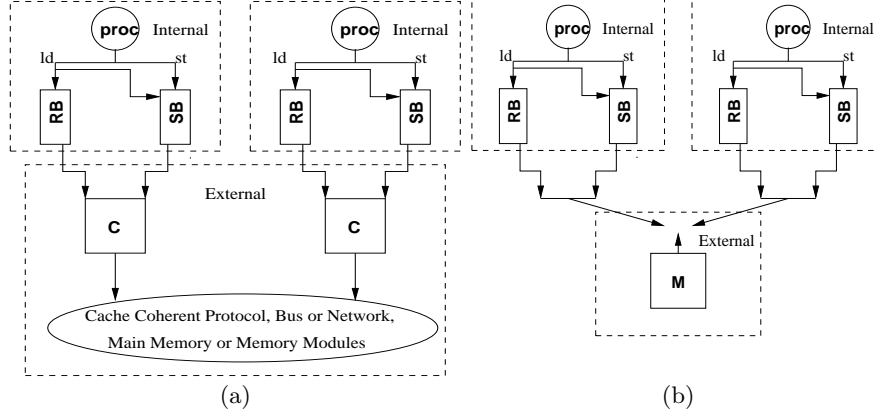 proc Internal
ld st
RB SB
proc Internal
ld st
RB SB
External
C C
Cache Coherent Protocol, Bus or Network,
Main Memory or Memory Modules
(a)
proc Internal
ld st
RB SB
proc Internal
ld st
RB SB
External
M
(b)